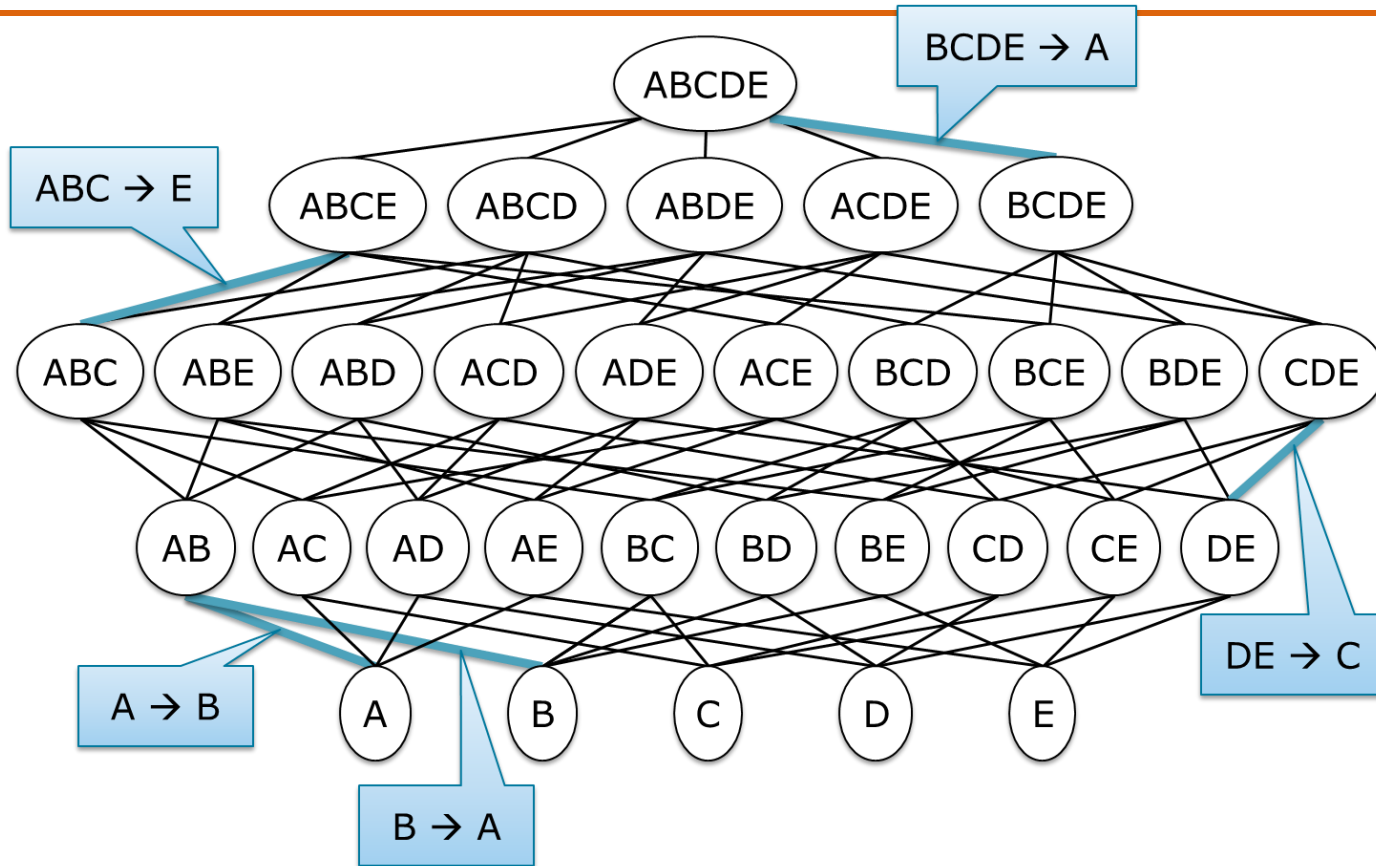 BCDE → A
ABCDE
ABC → E
ABCE ABCD ABDE ACDE BCDE
ABC ABE ABD ACD ADE ACE BCD BCE BDE CDE
AB AC AD AE BC BD BE CD CE DE
DE → C
A → B
A B C D E
B → A